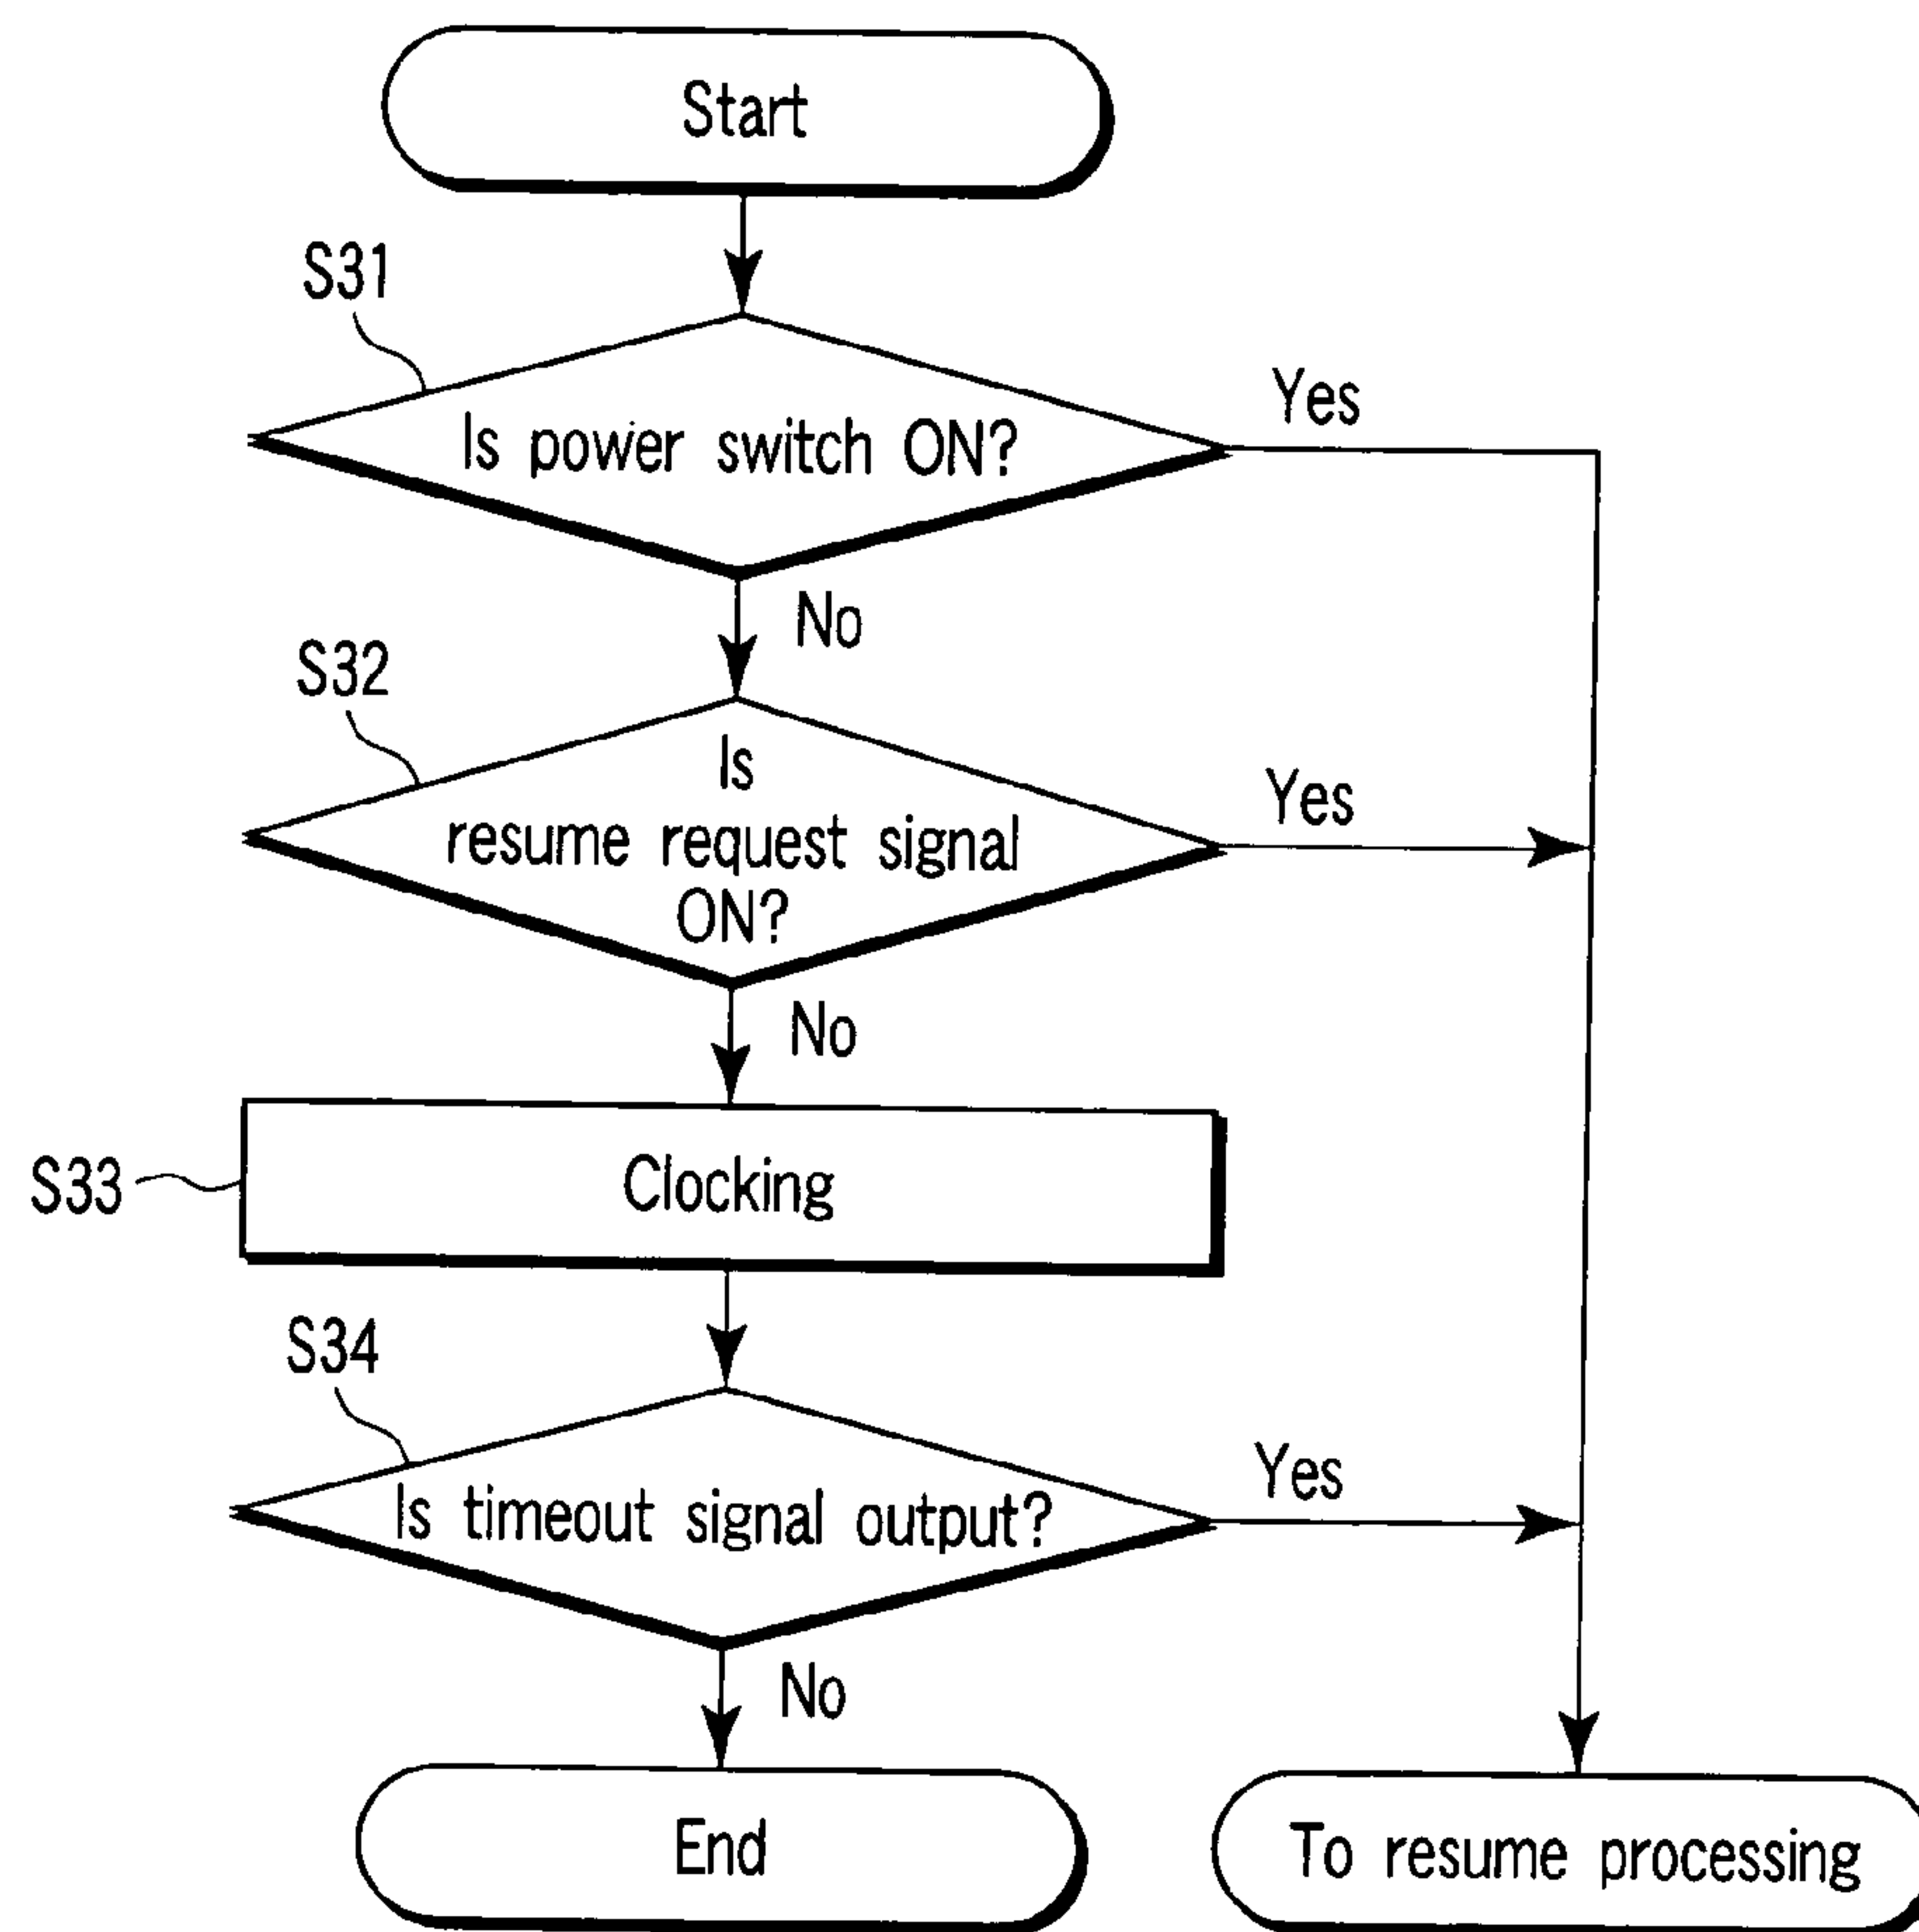 Start
S31
Is power switch ON?
Yes
No
S32
Is
resume request signal
ON?
Yes
No
S33
Clocking
S34
Is timeout signal output?
Yes
No
End
To resume processing